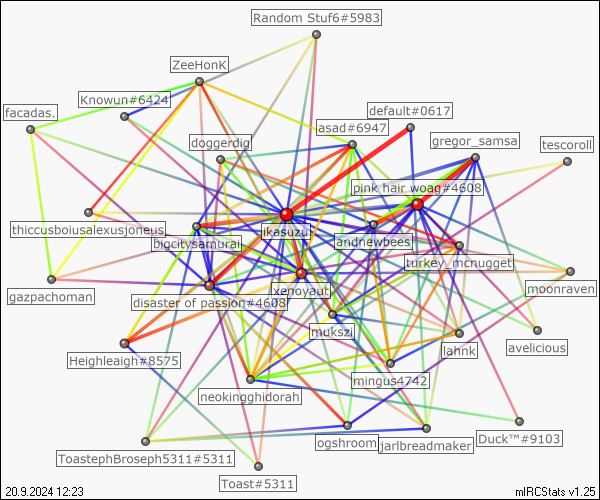 Random Stuf6#5983
ZeeHonK
Knowun#6424
facadas.
default#0617
asad#6947
gregor_samsa
doggerdig
tescoroll
pink hair woag#4608
thiccusboiusalexusjoneus
ikasuzu
bigcitysamurai
andnewbees
turkey_mcnugget
xenoyaut
moonraven
gazpachoman
disaster of passion#4608
mukszi
lahnk
avelicious
Heighleaigh#8575
mingus4742
neokingghidorah
ogshroom
jarlbreadmaker
Duck™#9103
ToastephBroseph5311#5311
Toast#5311
20.9.2024 12:23
mIRCStats v1.25